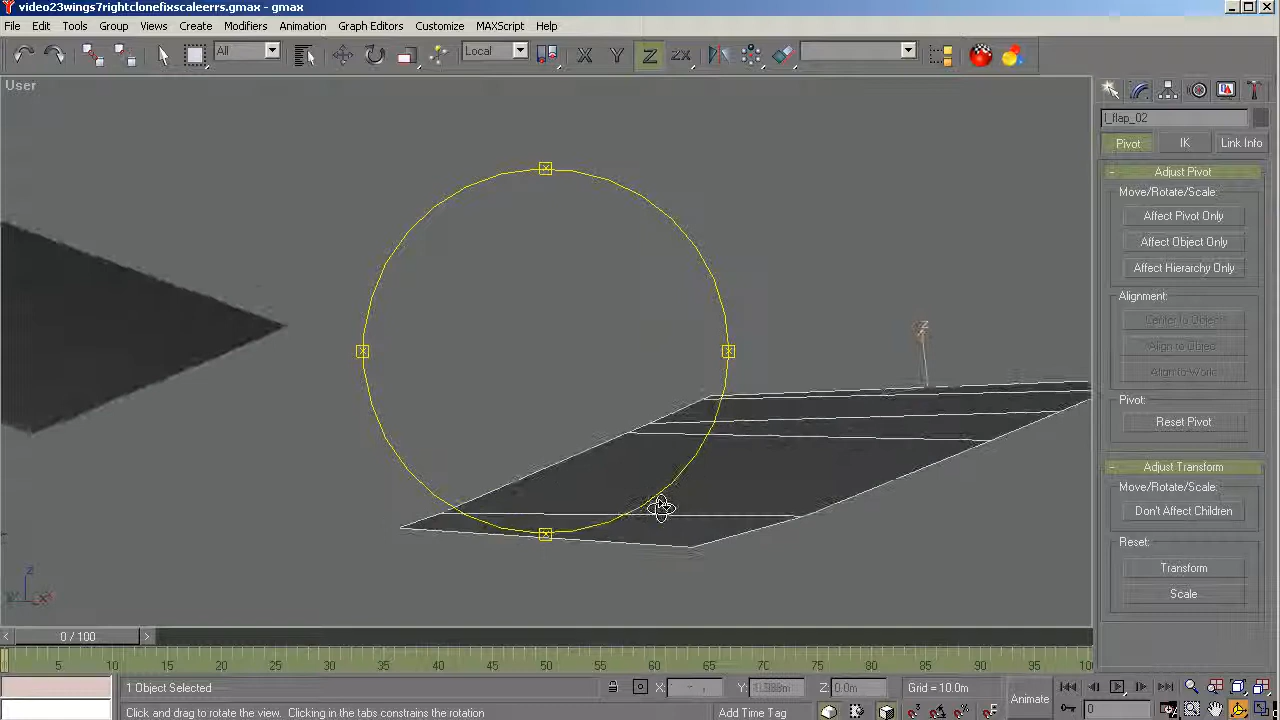 video23wings7rightclonefixscaleerrs.gmax - gmax
File Edit Tools Group Views Create Modifiers Animation Graph Editors Customize MAXScript Help
All Local X Y Z ZX
User
l_flap_02
Pivot IK Link Info
- Adjust Pivot
Move/Rotate/Scale:
Affect Pivot Only
Affect Object Only
Affect Hierarchy Only
Alignment:
Center to Object
Align to Object
Align to World
Pivot:
Reset Pivot
- Adjust Transform
Move/Rotate/Scale:
Don't Affect Children
Reset:
Transform
Scale
z
z
x
< 0 / 100 >
5 10 15 20 25 30 35 40 45 50 55 60 65 70 75 80 85 90 95 10
1 Object Selected X: Y: Z: 0.0m Grid = 10.0m Animate
Click and drag to rotate the view. Clicking in the tabs constrains the rotation Add Time Tag 0